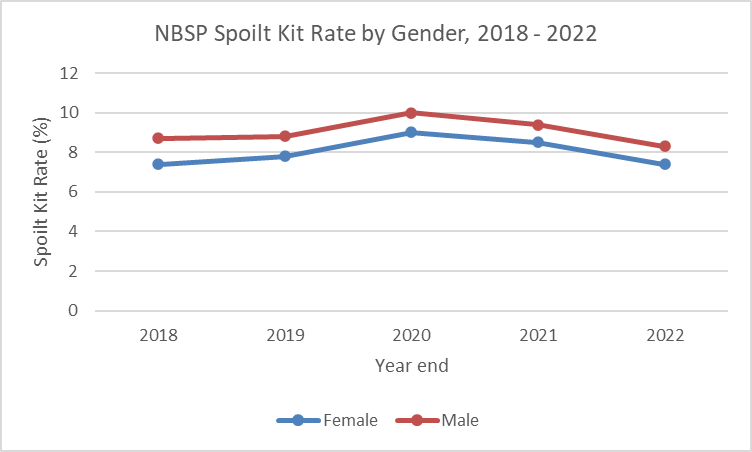 NBSP Spoilt Kit Rate by Gender, 2018 - 2022
Spoilt Kit Rate (%)
12
10
8
6
4
2
0
2018 2019 2020 2021 2022
Year end
Female Male